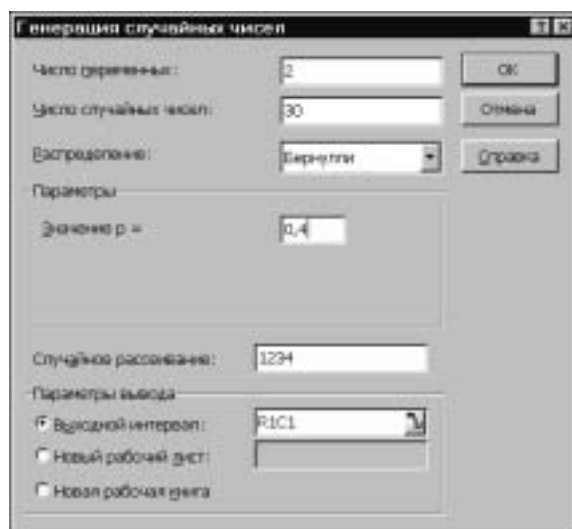 Генерация случайных чисел
Число переменных: 2 ОК
Число случайных чисел: 30 Отмена
Распределение: Бернулли Справка
Параметры
Значение p = 0,4
Случайное рассеивание: 1234
Параметры вывода
Выходной интервал: R1C1
Новый рабочий лист:
Новая рабочая книга